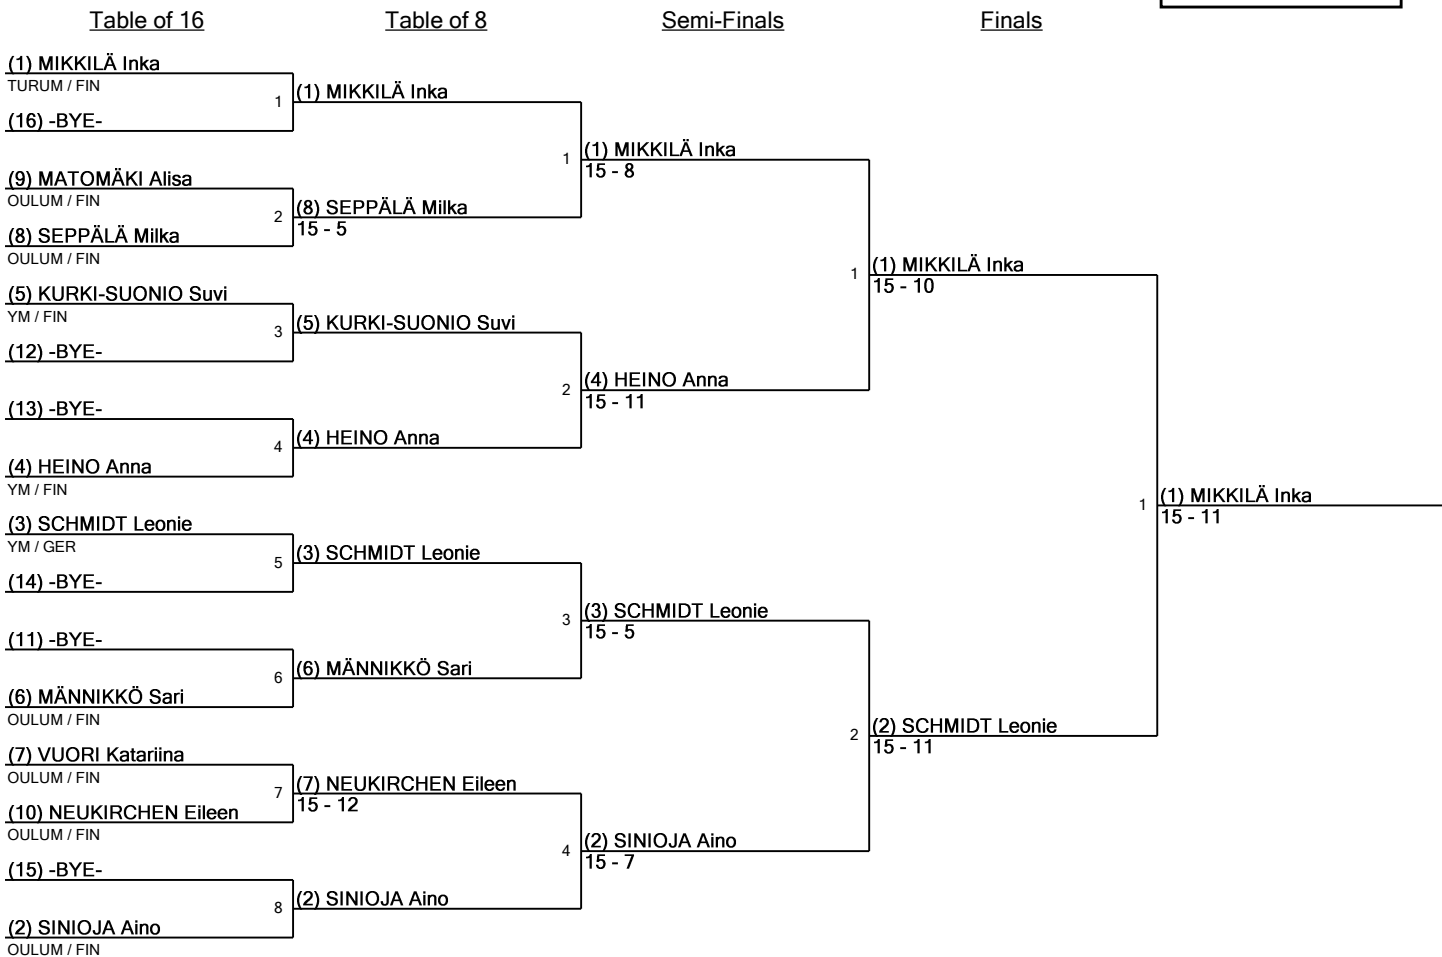 Table of 16
Table of 8
Semi-Finals
Finals
(1) MIKKILÄ Inka
TURUM / FIN
(16) -BYE-
1
(9) MATOMÄKI Alisa
OULUM / FIN
(8) SEPPÄLÄ Milka
OULUM / FIN
2
(5) KURKI-SUONIO Suvi
YM / FIN
(12) -BYE-
3
(13) -BYE-
(4) HEINO Anna
YM / FIN
4
(3) SCHMIDT Leonie
YM / GER
(14) -BYE-
5
(11) -BYE-
(6) MÄNNIKKÖ Sari
OULUM / FIN
6
(7) VUORI Katariina
OULUM / FIN
(10) NEUKIRCHEN Eileen
OULUM / FIN
7
(15) -BYE-
(2) SINIOJA Aino
OULUM / FIN
8
(1) MIKKILÄ Inka
(8) SEPPÄLÄ Milka
15 - 5
1
(5) KURKI-SUONIO Suvi
(4) HEINO Anna
2
(3) SCHMIDT Leonie
(6) MÄNNIKKÖ Sari
3
(7) NEUKIRCHEN Eileen
15 - 12
(2) SINIOJA Aino
4
(1) MIKKILÄ Inka
15 - 8
(4) HEINO Anna
15 - 11
1
(3) SCHMIDT Leonie
15 - 5
(2) SINIOJA Aino
15 - 7
2
(1) MIKKILÄ Inka
15 - 10
(2) SCHMIDT Leonie
15 - 11
1
(1) MIKKILÄ Inka
15 - 11